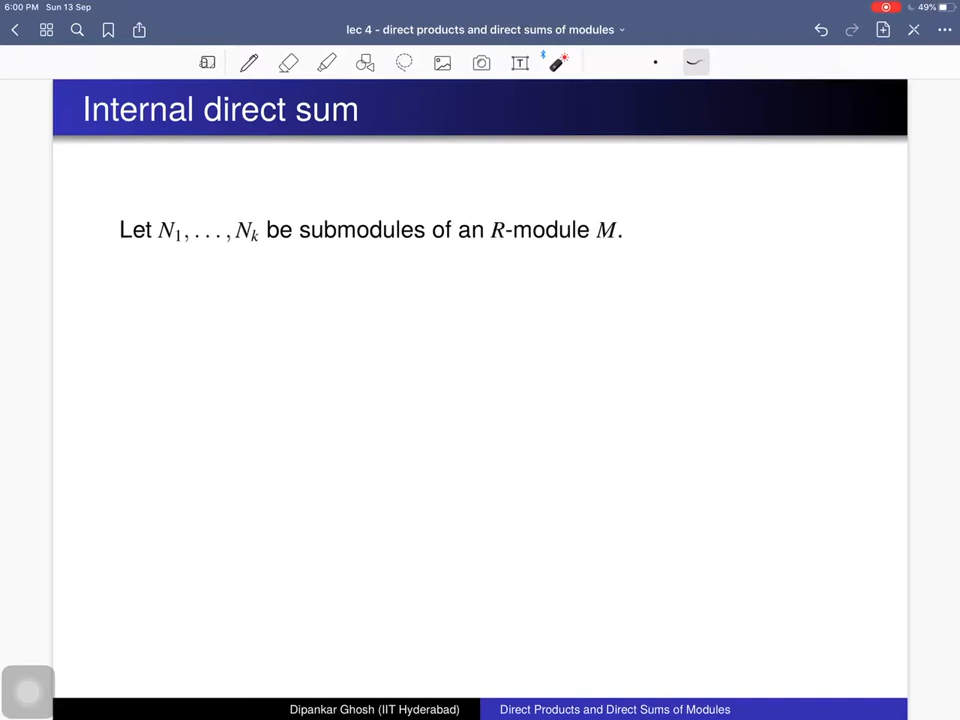 6:00 PM Sun 13 Sep
49%
lec 4 - direct products and direct sums of modules
T
Internal direct sum
Let N₁, . . . , Nₖ be submodules of an R-module M.
Dipankar Ghosh (IIT Hyderabad)
Direct Products and Direct Sums of Modules